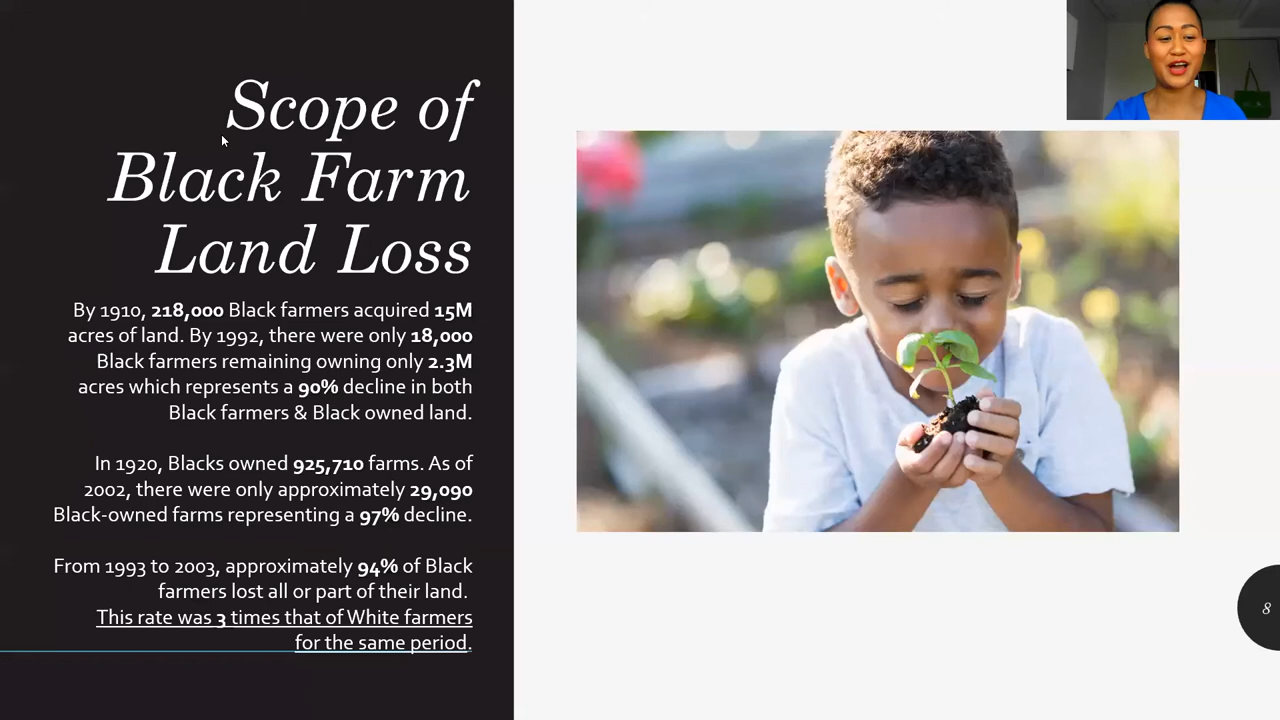 Scope of
Black Farm
Land Loss
By 1910, 218,000 Black farmers acquired 15M
acres of land. By 1992, there were only 18,000
Black farmers remaining owning only 2.3M
acres which represents a 90% decline in both
Black farmers & Black owned land.
In 1920, Blacks owned 925,710 farms. As of
2002, there were only approximately 29,090
Black-owned farms representing a 97% decline.
From 1993 to 2003, approximately 94% of Black
farmers lost all or part of their land.
This rate was 3 times that of White farmers
for the same period.
8